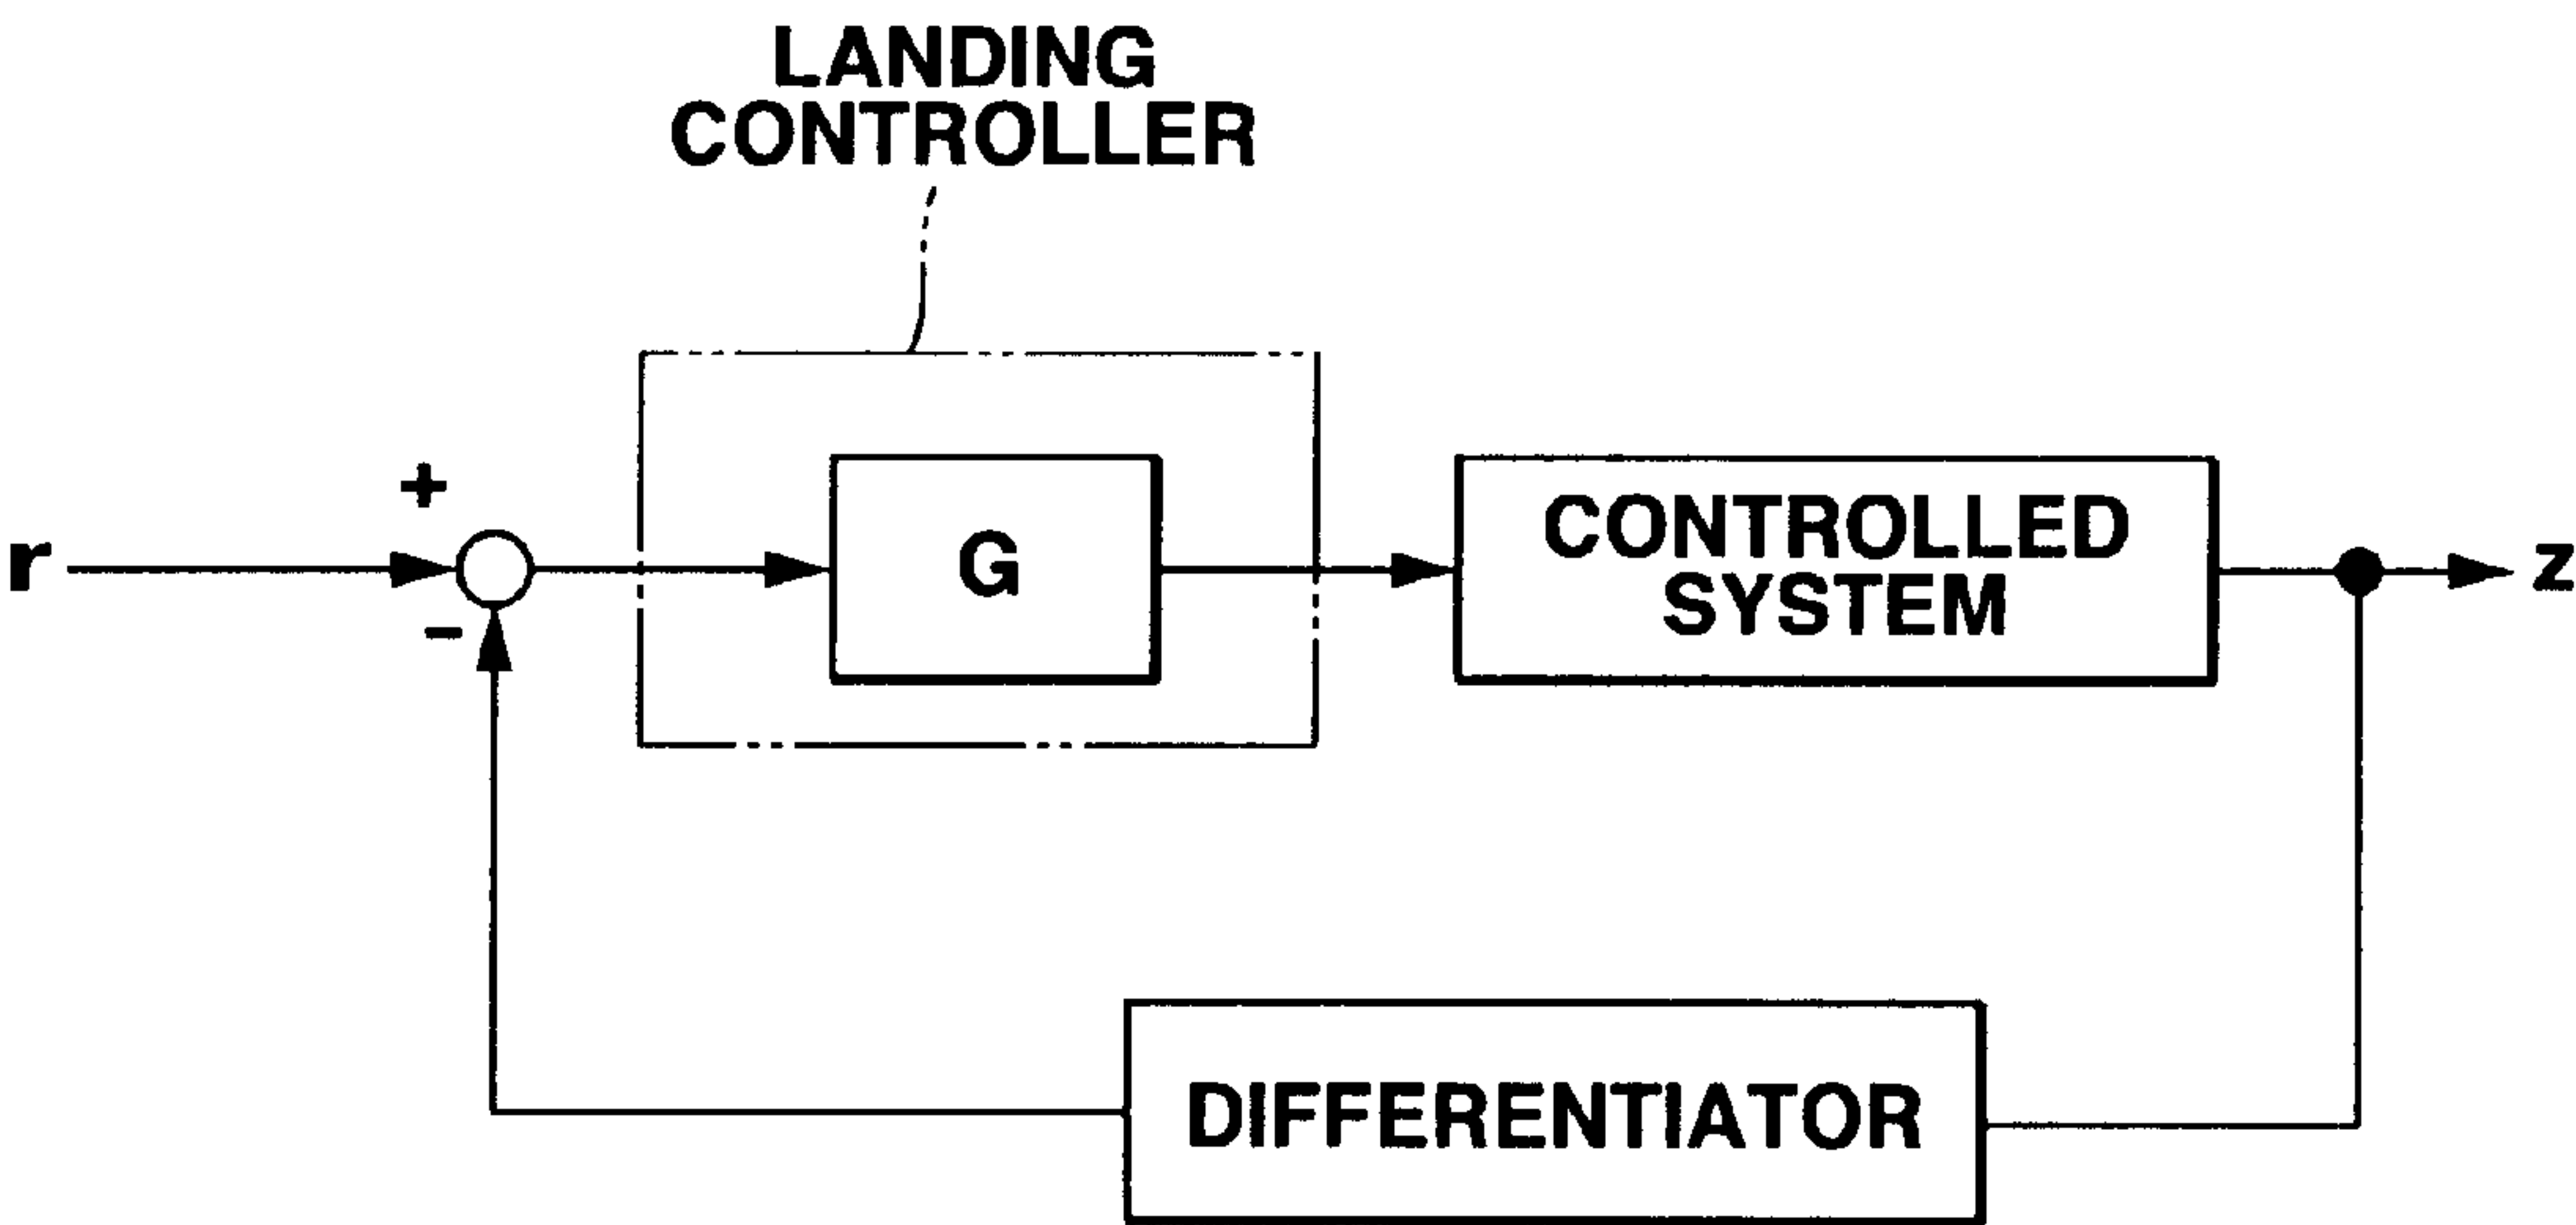 LANDING
CONTROLLER
+
r
G
CONTROLLED
SYSTEM
z
-
DIFFERENTIATOR